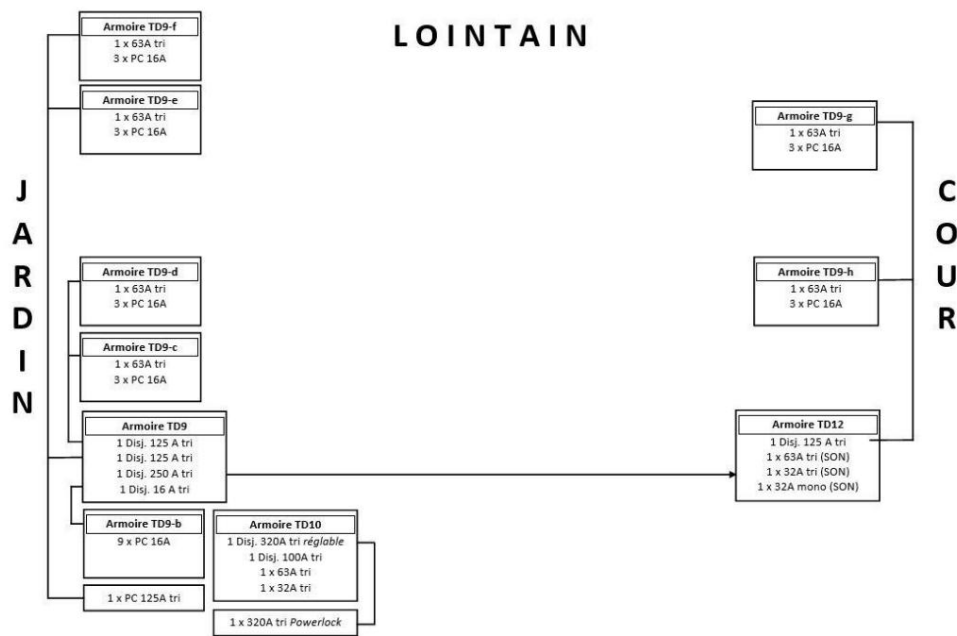 LOINTAIN
Armoire TD9-f
1 x 63A tri
3 x PC 16A
Armoire TD9-e
1 x 63A tri
3 x PC 16A
Armoire TD9-g
1 x 63A tri
3 x PC 16A
JARDIN
COUR
Armoire TD9-d
1 x 63A tri
3 x PC 16A
Armoire TD9-h
1 x 63A tri
3 x PC 16A
Armoire TD9-c
1 x 63A tri
3 x PC 16A
Armoire TD9
1 Disj. 125 A tri
1 Disj. 125 A tri
1 Disj. 250 A tri
1 Disj. 16 A tri
Armoire TD12
1 Disj. 125 A tri
1 x 63A tri (SON)
1 x 32A tri (SON)
1 x 32A mono (SON)
Armoire TD9-b
9 x PC 16A
Armoire TD10
1 Disj. 320A tri réglable
1 Disj. 100A tri
1 x 63A tri
1 x 32A tri
1 x PC 125A tri
1 x 320A tri Powerlock